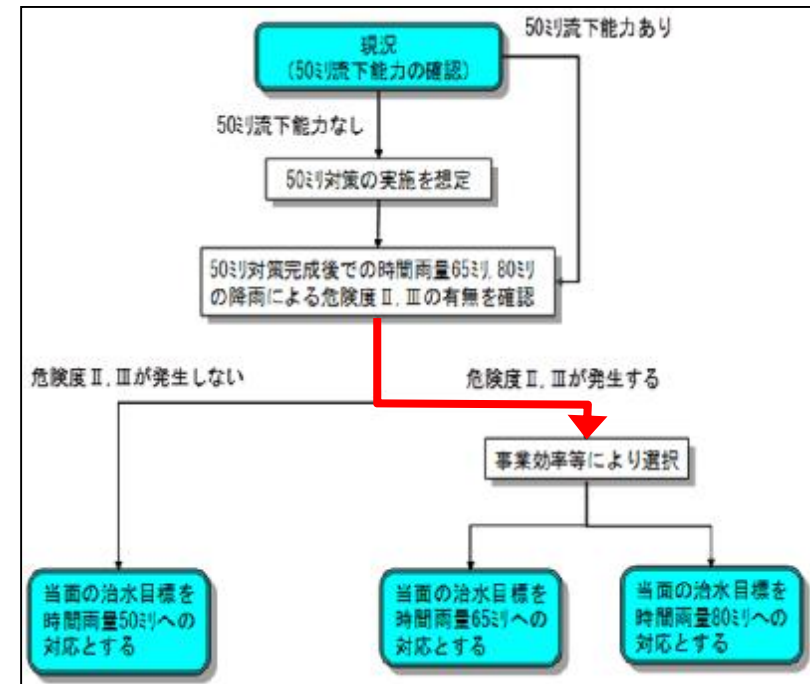 現況
(50ミリ流下能力の確認)
50ミリ流下能力あり
50ミリ流下能力なし
50ミリ対策の実施を想定
50ミリ対策完成後での時間雨量65ミリ,80ミリ
の降雨による危険度Ⅱ,Ⅲの有無を確認
危険度Ⅱ,Ⅲが発生しない
危険度Ⅱ,Ⅲが発生する
事業効率等により選択
当面の治水目標を
時間雨量50ミリへの
対応とする
当面の治水目標を
時間雨量65ミリへの
対応とする
当面の治水目標を
時間雨量80ミリへの
対応とする